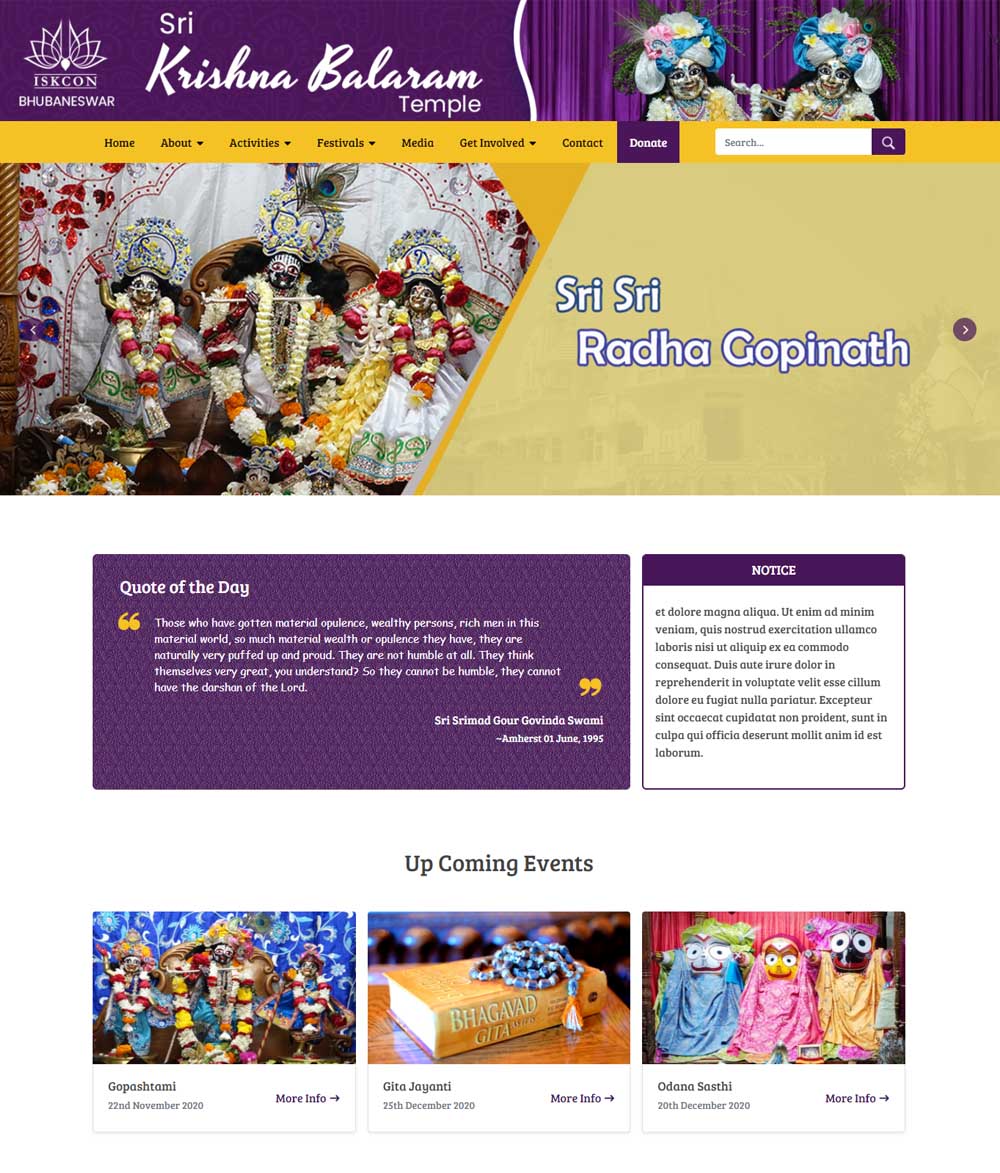 Sri
Krishna Balaram
Temple
ISKCON
BHUBANESWAR
Home About Activities Festivals Media Get Involved Contact Donate Search...
Sri Sri
Radha Gopinath
Quote of the Day
Those who have gotten material opulence, wealthy persons, rich men in this
material world, so much material wealth or opulence they have, they are
naturally very puffed up and proud. They are not humble at all. They think
themselves very great, you understand? So they cannot be humble, they cannot
have the darshan of the Lord.
Sri Srimad Gour Govinda Swami
~Amherst 01 June, 1995
NOTICE
et dolore magna aliqua. Ut enim ad minim
veniam, quis nostrud exercitation ullamco
laboris nisi ut aliquip ex ea commodo
consequat. Duis aute irure dolor in
reprehenderit in voluptate velit esse cillum
dolore eu fugiat nulla pariatur. Excepteur
sint occaecat cupidatat non proident, sunt in
culpa qui officia deserunt mollit anim id est
laborum.
Up Coming Events
Gopashtami
22nd November 2020
More Info →
BHAGAVAD
GITA
Gita Jayanti
25th December 2020
More Info →
Odana Sasthi
20th December 2020
More Info →